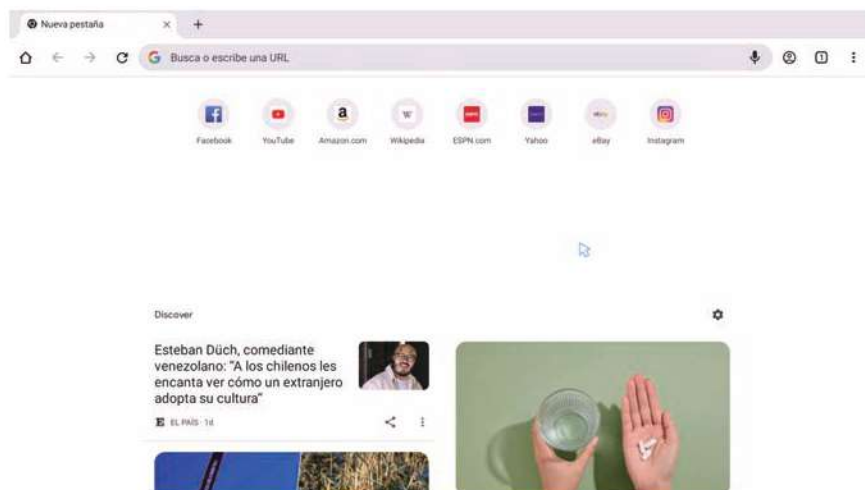 Nueva pestaña
Busca o escribe una URL
1
Facebook YouTube Amazon.com Wikipedia ESPN.com Yahoo eBay Instagram
Discover
Esteban Düch, comediante
venezolano: "A los chilenos les
encanta ver cómo un extranjero
adopta su cultura"
EL PAÍS · 1d